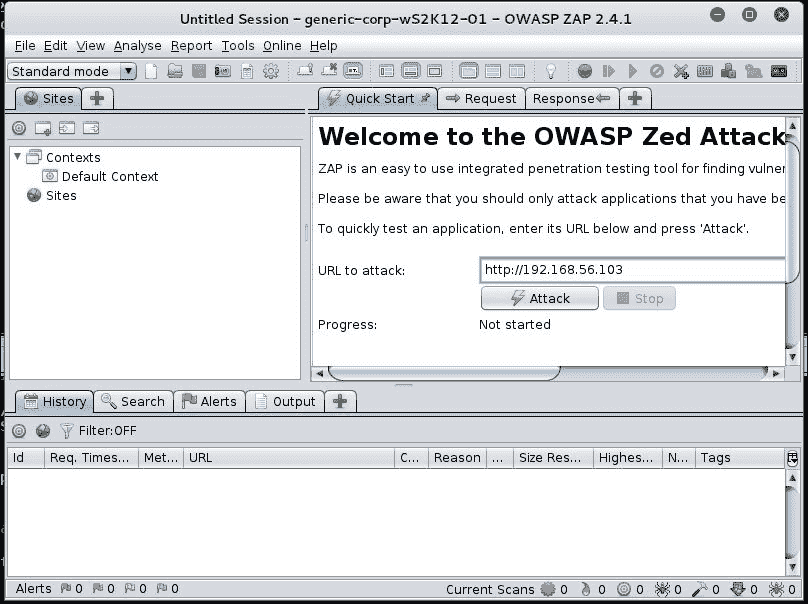 Untitled Session – generic-corp-wS2K12-01 – OWASP ZAP 2.4.1
File Edit View Analyse Report Tools Online Help
Standard mode
Sites
Quick Start Request Response
Welcome to the OWASP Zed Attack
Contexts
ZAP is an easy to use integrated penetration testing tool for finding vulner
Default Context
Sites
Please be aware that you should only attack applications that you have be
To quickly test an application, enter its URL below and press 'Attack'.
URL to attack: http://192.168.56.103
Attack Stop
Progress: Not started
History Search Alerts Output
Filter:OFF
Id Req. Times... Met... URL C... Reason ... Size Res... Highes... N... Tags
Alerts 0 0 0 0 Current Scans 0 0 0 0 0 0 0